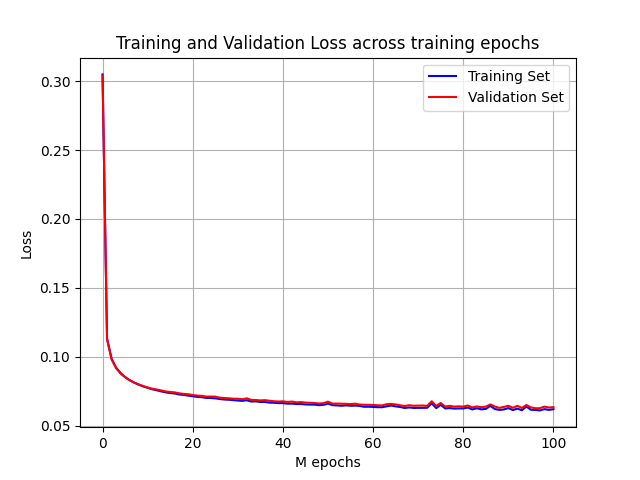 Training and Validation Loss across training epochs
Training Set
Validation Set
0.30
0.25
0.20
0.15
0.10
0.05
Loss
0
20
40
60
80
100
M epochs